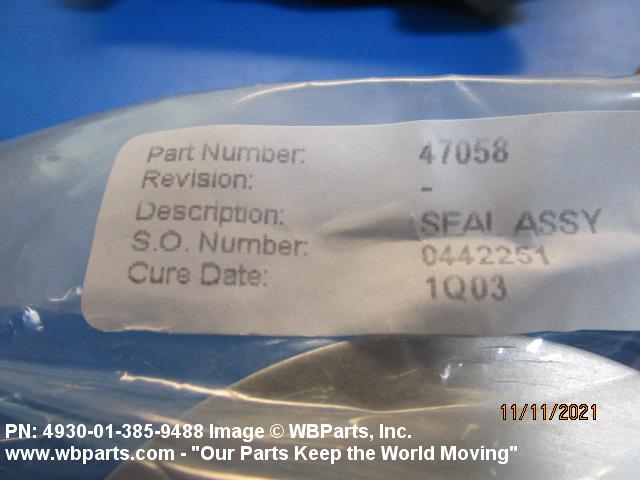 Part Number: 47058
Revision: -
Description: SEAL ASSY
S.O. Number: 0442251
Cure Date: 1Q03
11/11/2021
PN: 4930-01-385-9488 Image © WBParts, Inc.
www.wbparts.com - "Our Parts Keep the World Moving"